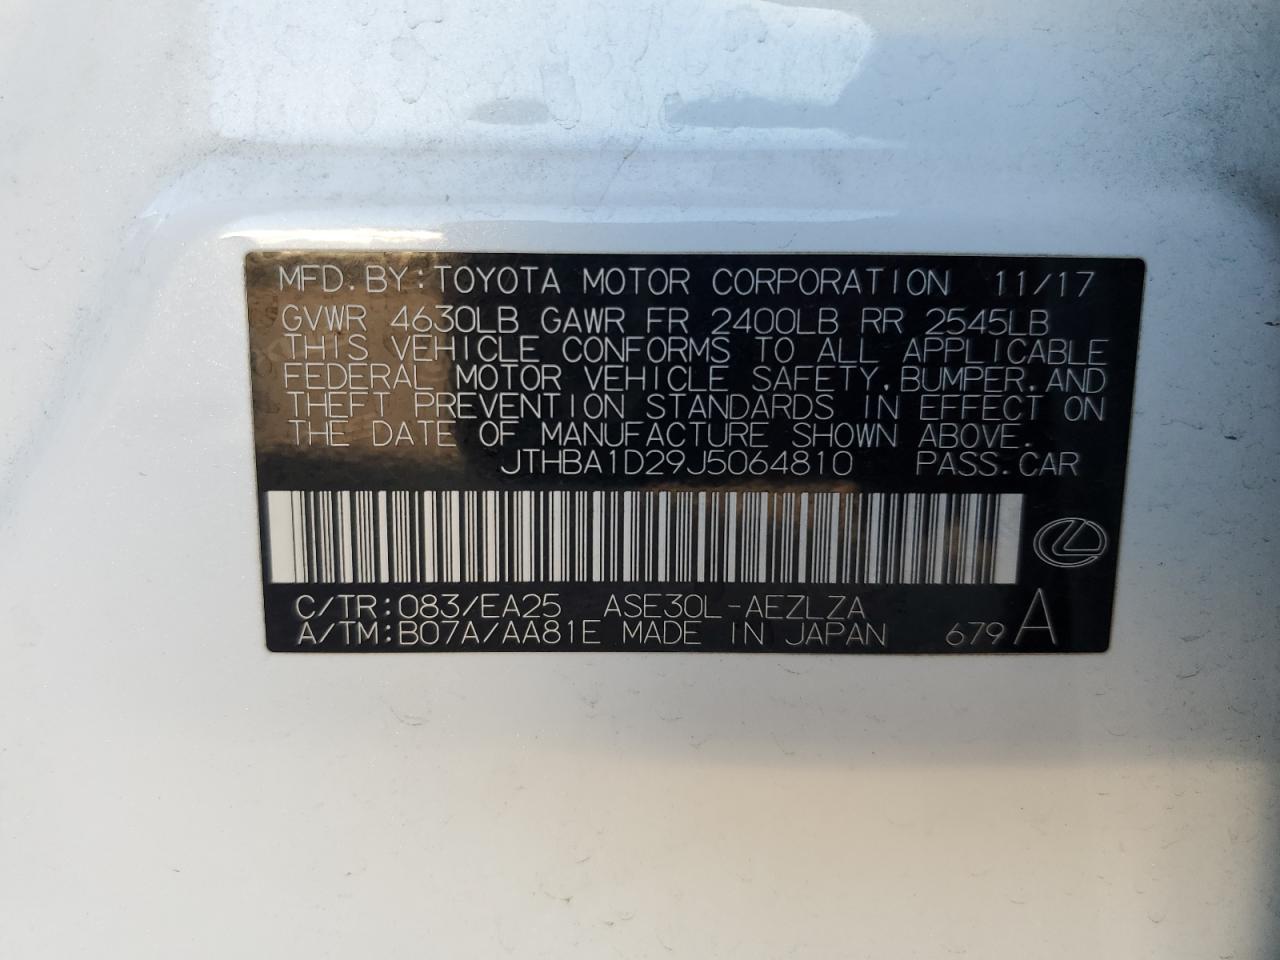 MFD. BY: TOYOTA MOTOR CORPORATION 11/17
GVWR 4630LB GAWR FR 2400LB RR 2545LB
THIS VEHICLE CONFORMS TO ALL APPLICABLE
FEDERAL MOTOR VEHICLE SAFETY, BUMPER, AND
THEFT PREVENTION STANDARDS IN EFFECT ON
THE DATE OF MANUFACTURE SHOWN ABOVE.
JTHBA1D29J5064810 PASS. CAR
C/TR: 083/EA25 ASE30L-AEZLZA
A/TM: B07A/AA81E MADE IN JAPAN 679 A